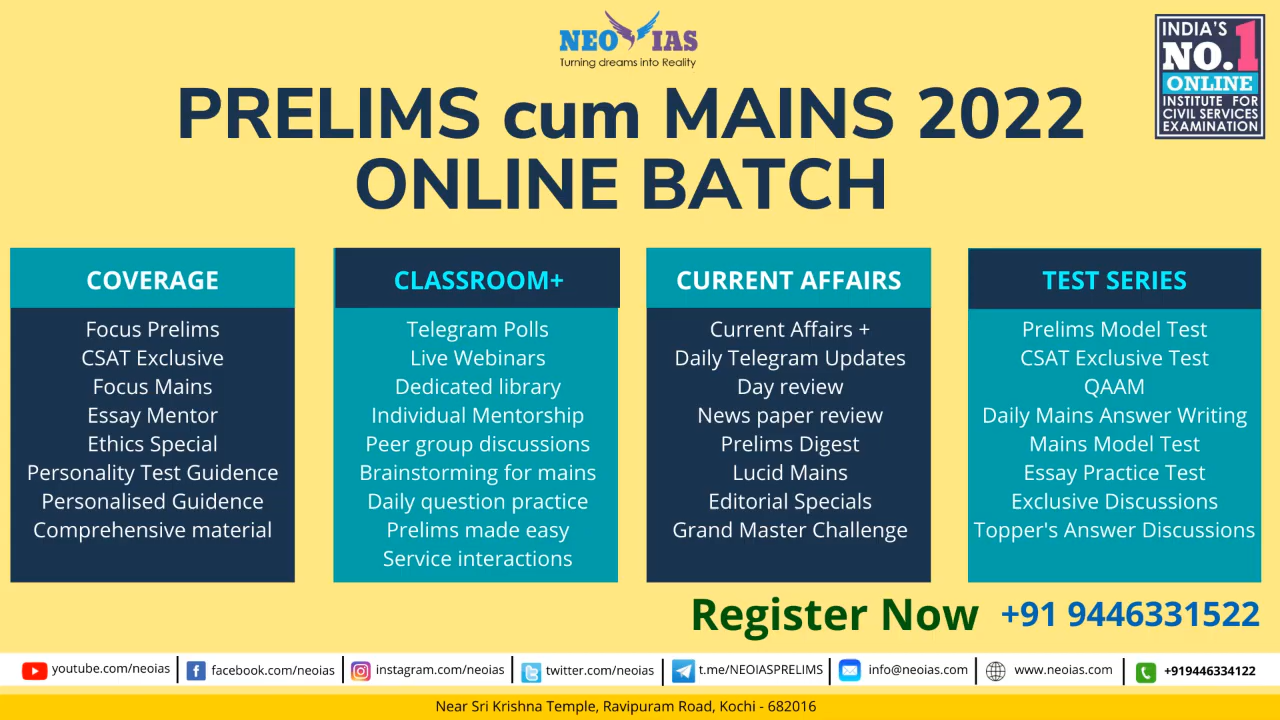 NEO IAS
Turning dreams into Reality
INDIA'S
NO.1
ONLINE
INSTITUTE FOR
CIVIL SERVICES
EXAMINATION
PRELIMS cum MAINS 2022
ONLINE BATCH
COVERAGE
Focus Prelims
CSAT Exclusive
Focus Mains
Essay Mentor
Ethics Special
Personality Test Guidence
Personalised Guidence
Comprehensive material
CLASSROOM+
Telegram Polls
Live Webinars
Dedicated library
Individual Mentorship
Peer group discussions
Brainstorming for mains
Daily question practice
Prelims made easy
Service interactions
CURRENT AFFAIRS
Current Affairs +
Daily Telegram Updates
Day review
News paper review
Prelims Digest
Lucid Mains
Editorial Specials
Grand Master Challenge
TEST SERIES
Prelims Model Test
CSAT Exclusive Test
QAAM
Daily Mains Answer Writing
Mains Model Test
Essay Practice Test
Exclusive Discussions
Topper's Answer Discussions
Register Now +91 9446331522
youtube.com/neoias facebook.com/neoias instagram.com/neoias twitter.com/neoias t.me/NEOIASPRELIMS info@neoias.com www.neoias.com +919446334122
Near Sri Krishna Temple, Ravipuram Road, Kochi - 682016